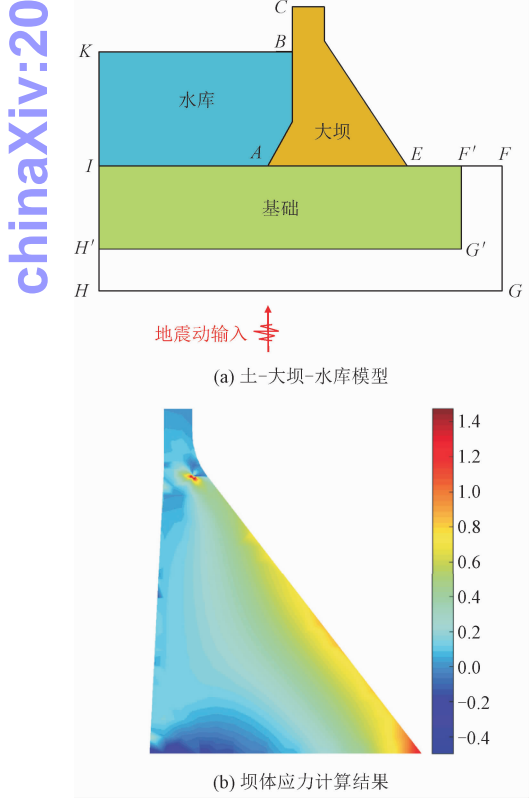 chinaXiv:20
C
K
B
水库
大坝
A
E
F'
F
I
基础
H'
G'
H
G
地震动输入
(a) 土-大坝-水库模型
1.4
1.2
1.0
0.8
0.6
0.4
0.2
0.0
−0.2
−0.4
(b) 坝体应力计算结果